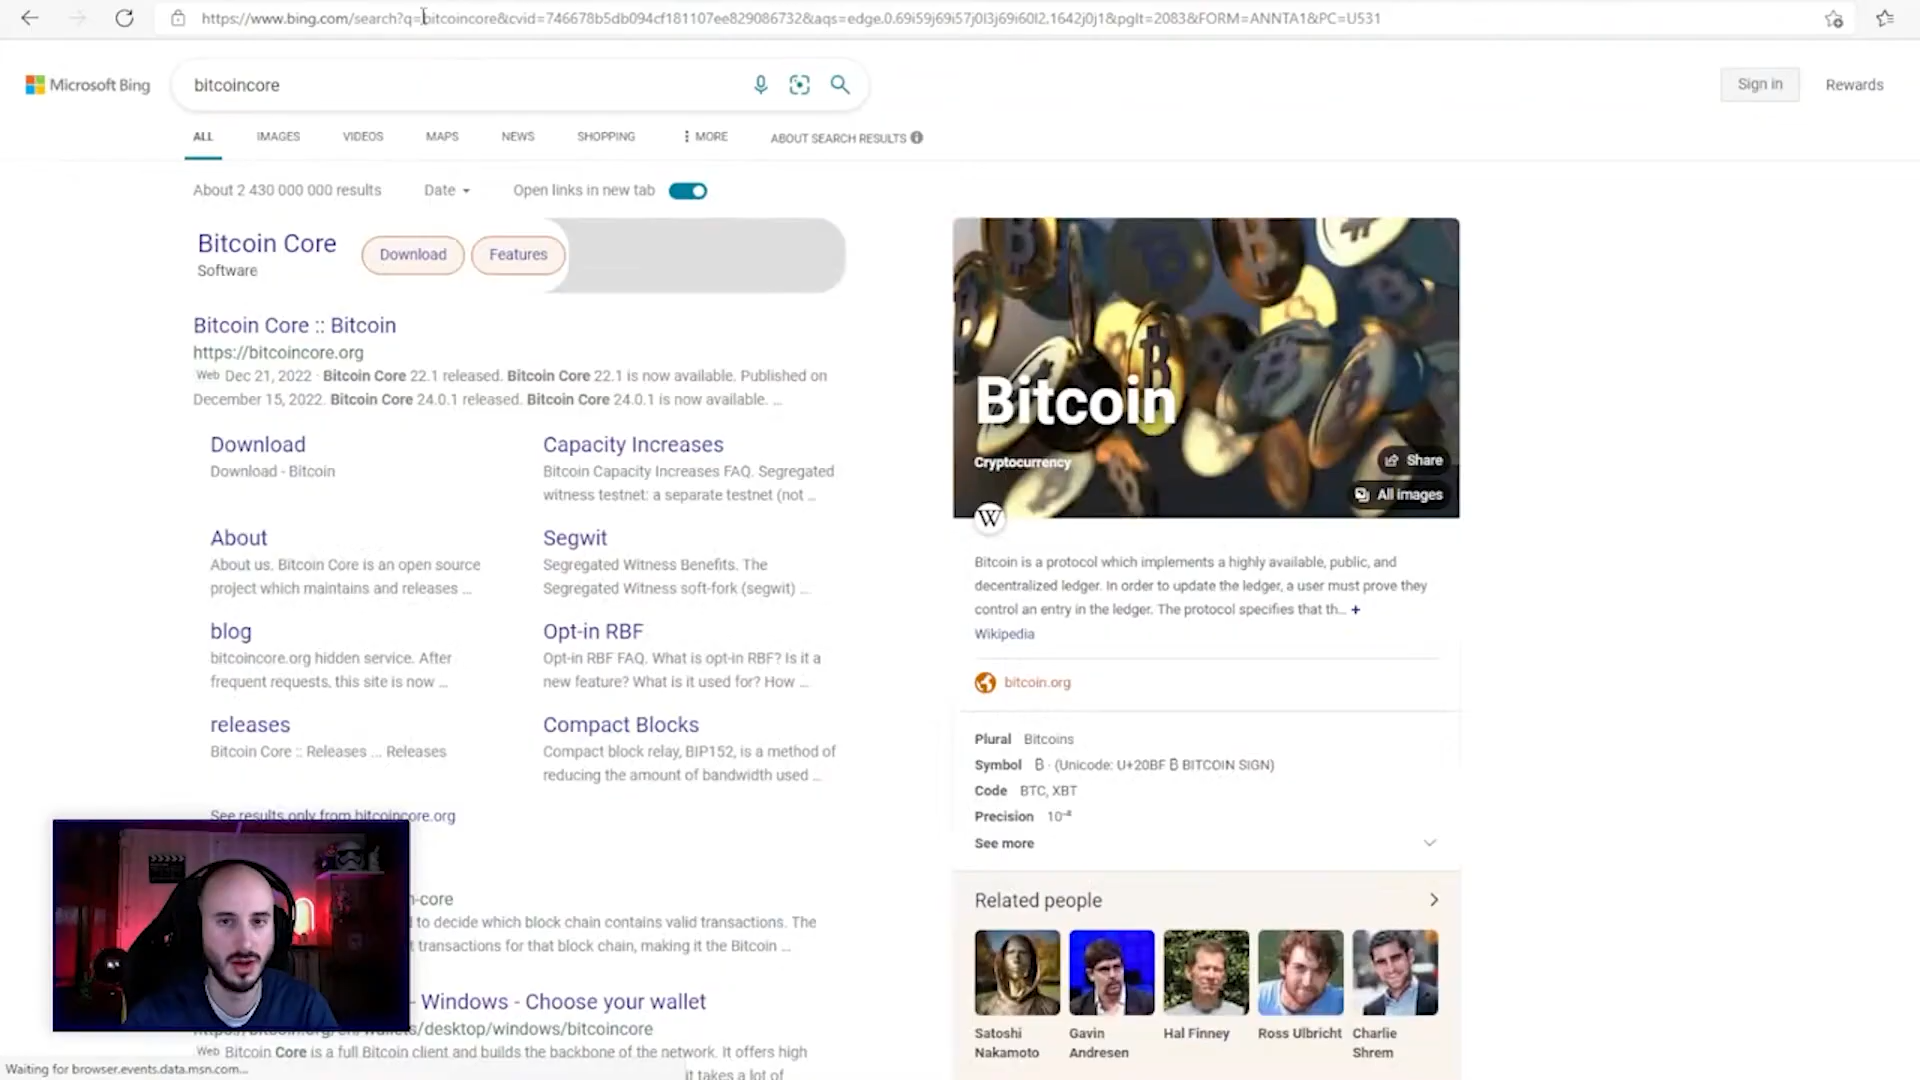 https://www.bing.com/search?q=bitcoincore&cvid=746678b5db094cf181107ee829086732&aqs=edge.0.69i59j69i57j0l3j69i60l2.1642j0j1&pglt=2083&FORM=ANNTA1&PC=U531
Microsoft Bing
bitcoincore
Sign in
Rewards
ALL
IMAGES
VIDEOS
MAPS
NEWS
SHOPPING
MORE
ABOUT SEARCH RESULTS
About 2 430 000 000 results
Date
Open links in new tab
Bitcoin Core
Software
Download
Features
Bitcoin Core :: Bitcoin
https://bitcoincore.org
Web Dec 21, 2022 · Bitcoin Core 22.1 released. Bitcoin Core 22.1 is now available. Published on
December 15, 2022. Bitcoin Core 24.0.1 released. Bitcoin Core 24.0.1 is now available. ...
Download
Download - Bitcoin
Capacity Increases
Bitcoin Capacity Increases FAQ. Segregated
witness testnet: a separate testnet (not ...
About
About us. Bitcoin Core is an open source
project which maintains and releases ...
Segwit
Segregated Witness Benefits. The
Segregated Witness soft-fork (segwit) ...
blog
bitcoincore.org hidden service. After
frequent requests, this site is now ...
Opt-in RBF
Opt-in RBF FAQ. What is opt-in RBF? Is it a
new feature? What is it used for? How ...
releases
Bitcoin Core :: Releases ... Releases
Compact Blocks
Compact block relay, BIP152, is a method of
reducing the amount of bandwidth used ...
See results only from bitcoincore.org
-core
to decide which block chain contains valid transactions. The
transactions for that block chain, making it the Bitcoin ...
- Windows - Choose your wallet
/desktop/windows/bitcoincore
Web Bitcoin Core is a full Bitcoin client and builds the backbone of the network. It offers high
it takes a lot of
Waiting for browser.events.data.msn.com...
Bitcoin
Cryptocurrency
Share
All images
W
Bitcoin is a protocol which implements a highly available, public, and
decentralized ledger. In order to update the ledger, a user must prove they
control an entry in the ledger. The protocol specifies that th... +
Wikipedia
bitcoin.org
Plural Bitcoins
Symbol ₿ · (Unicode: U+20BF ₿ BITCOIN SIGN)
Code BTC, XBT
Precision 10⁻⁸
See more
Related people
Satoshi Nakamoto
Gavin Andresen
Hal Finney
Ross Ulbricht
Charlie Shrem